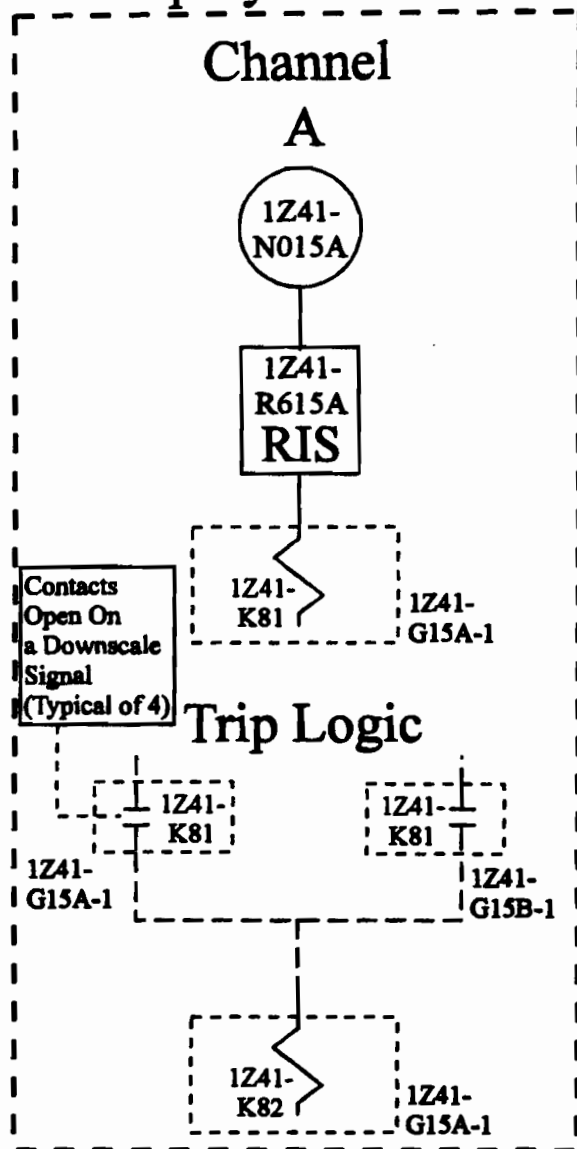 Channel
A
1Z41-
N015A
1Z41-
R615A
RIS
1Z41-
K81
1Z41-
G15A-1
Contacts
Open On
a Downscale
Signal
(Typical of 4)
Trip Logic
1Z41-
K81
1Z41-
K81
1Z41-
G15A-1
1Z41-
G15B-1
1Z41-
K82
1Z41-
G15A-1